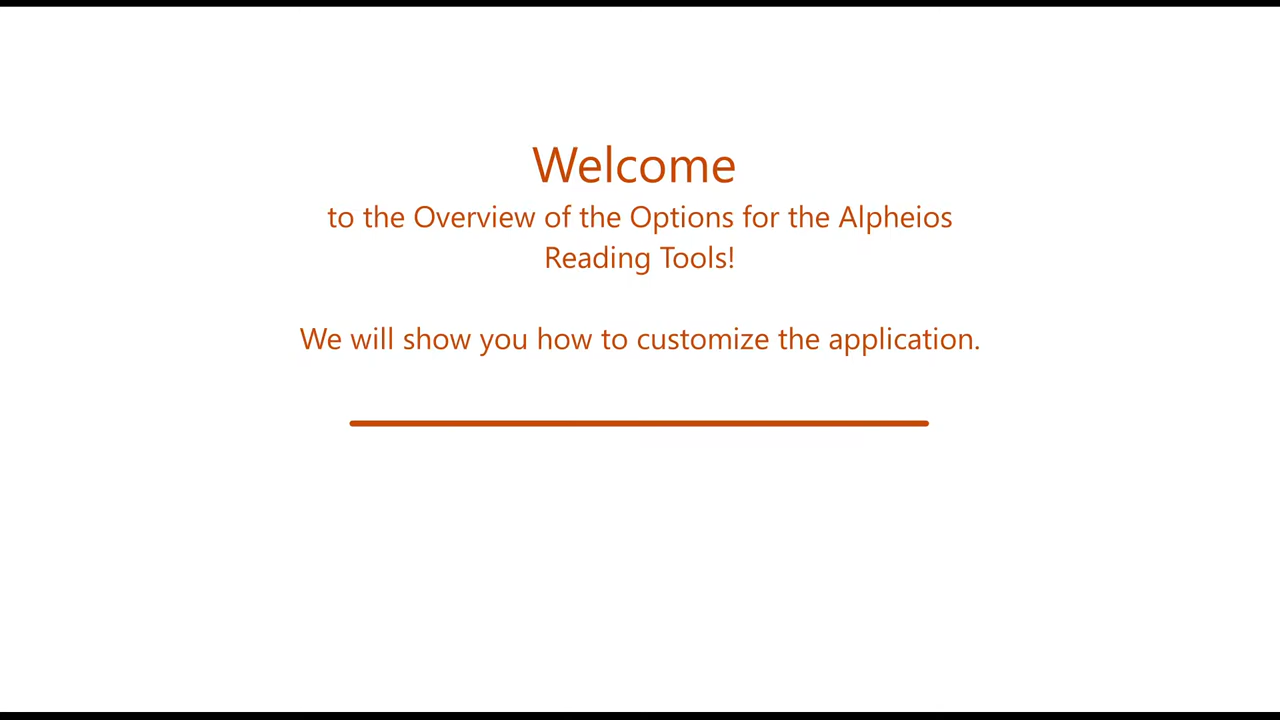 Welcome
to the Overview of the Options for the Alpheios
Reading Tools!
We will show you how to customize the application.